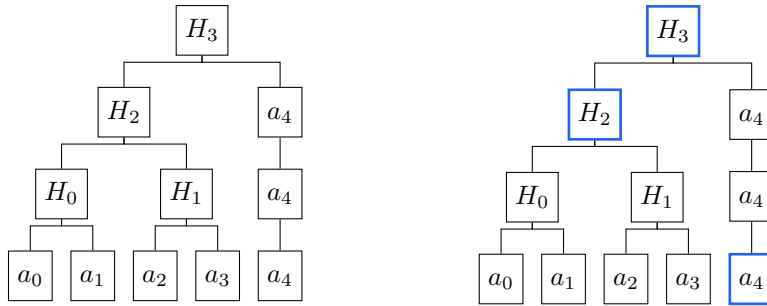 H₃ H₃
H₂ a₄ H₂ a₄
H₀ H₁ a₄ H₀ H₁ a₄
a₀ a₁ a₂ a₃ a₄ a₀ a₁ a₂ a₃ a₄